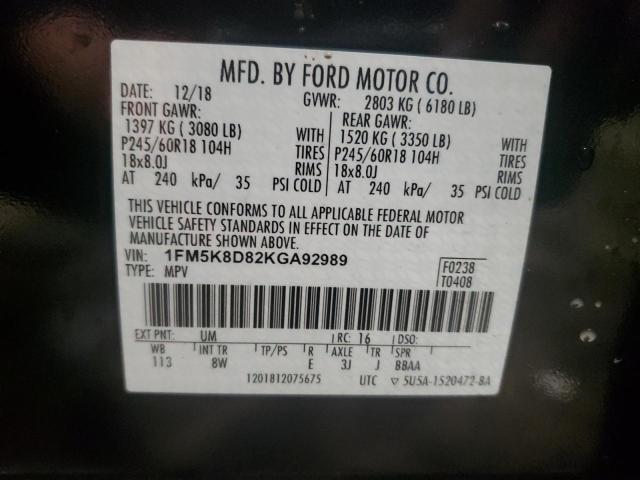 MFD. BY FORD MOTOR CO.
DATE: 12/18 GVWR: 2803 KG ( 6180 LB)
FRONT GAWR: REAR GAWR:
1397 KG ( 3080 LB) WITH 1520 KG ( 3350 LB) WITH
P245/60R18 104H TIRES P245/60R18 104H TIRES
18x8.0J RIMS 18x8.0J RIMS
AT 240 kPa/ 35 PSI COLD AT 240 kPa/ 35 PSI COLD
THIS VEHICLE CONFORMS TO ALL APPLICABLE FEDERAL MOTOR
VEHICLE SAFETY STANDARDS IN EFFECT ON THE DATE OF
MANUFACTURE SHOWN ABOVE.
VIN: 1FM5K8D82KGA92989
TYPE: MPV
F0238
T0408
EXT PNT: UM RC: 16 DSO:
WB INT TR TP/PS R AXLE TR SPR
113 8W E 3J J BBAA
1201812075675 UTC ▽ 5U5A-1520472-BA